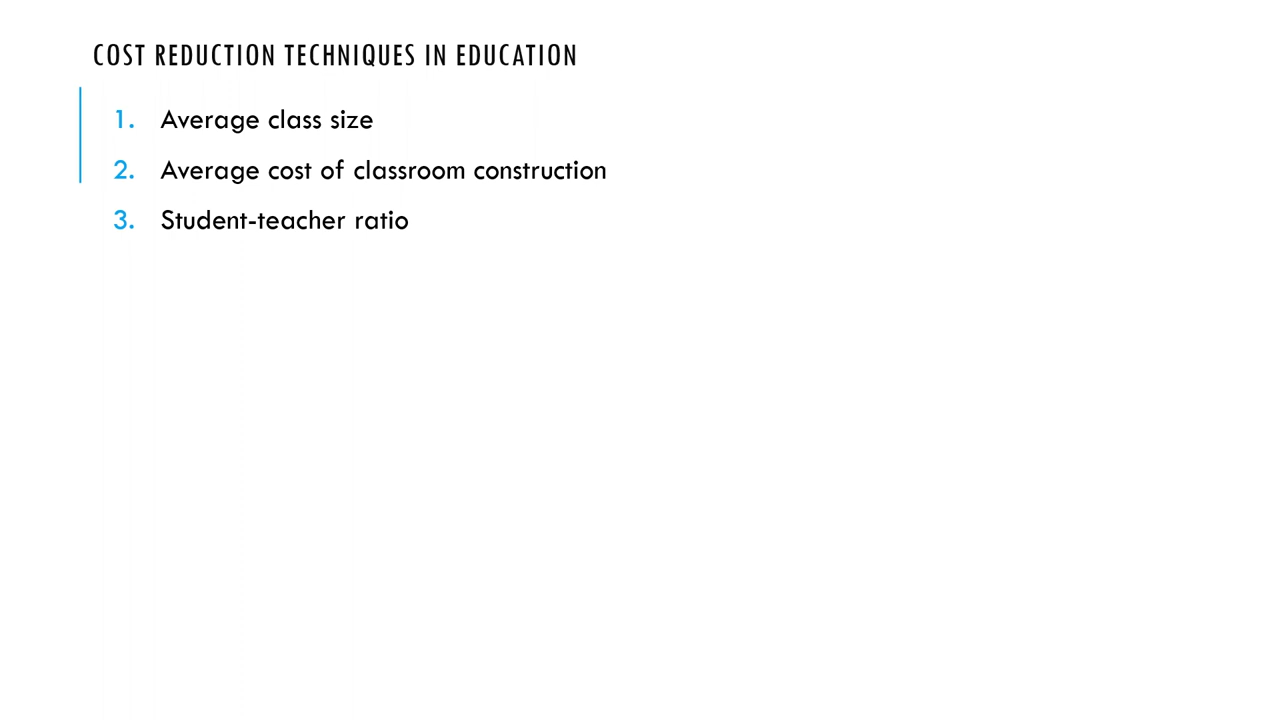 COST REDUCTION TECHNIQUES IN EDUCATION
1. Average class size
2. Average cost of classroom construction
3. Student-teacher ratio